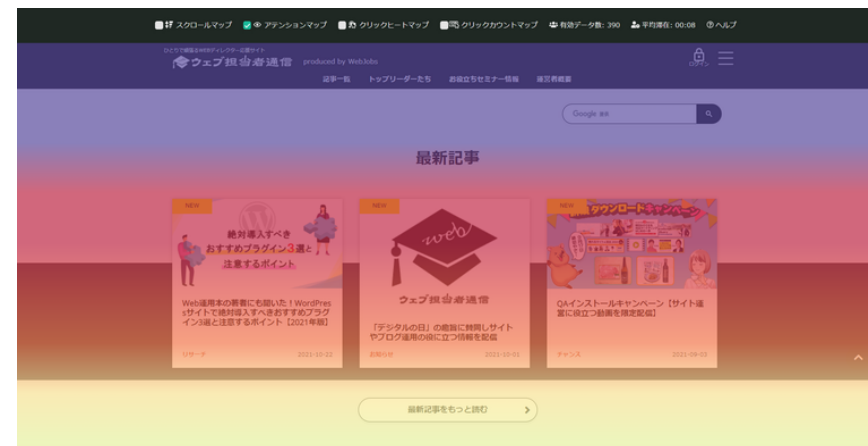 スクロールマップ アテンションマップ クリックヒートマップ クリックカウントマップ 有効データ数: 390 平均滞在: 00:08 ヘルプ
ウェブ担当者通信 produced by WebJobs
ログイン
記事一覧 トップリーダーたち お役立ちセミナー情報 運営者概要
Google 検索
最新記事
NEW
絶対導入すべき
おすすめプラグイン3選と
注意するポイント
Web運用本の著者にも聞いた!WordPres
sサイトで絶対導入すべきおすすめプラグ
イン3選と注意するポイント【2021年版】
リサーチ 2021-10-22
NEW
web
ウェブ担当者通信
「デジタルの日」の趣旨に賛同しサイト
やブログ運用の役に立つ情報を配信
お知らせ 2021-10-01
NEW
ダウンロードキャンペーン
QAインストールキャンペーン【サイト運
営に役立つ動画を限定配信】
チャンス 2021-09-03
最新記事をもっと読む